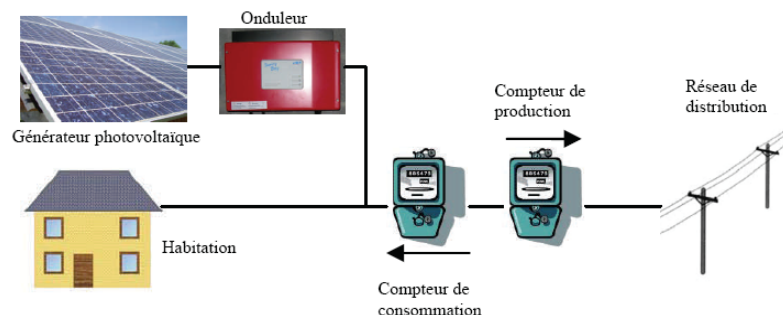 Onduleur
Générateur photovoltaïque
Compteur de
production
Réseau de
distribution
Habitation
Compteur de
consommation